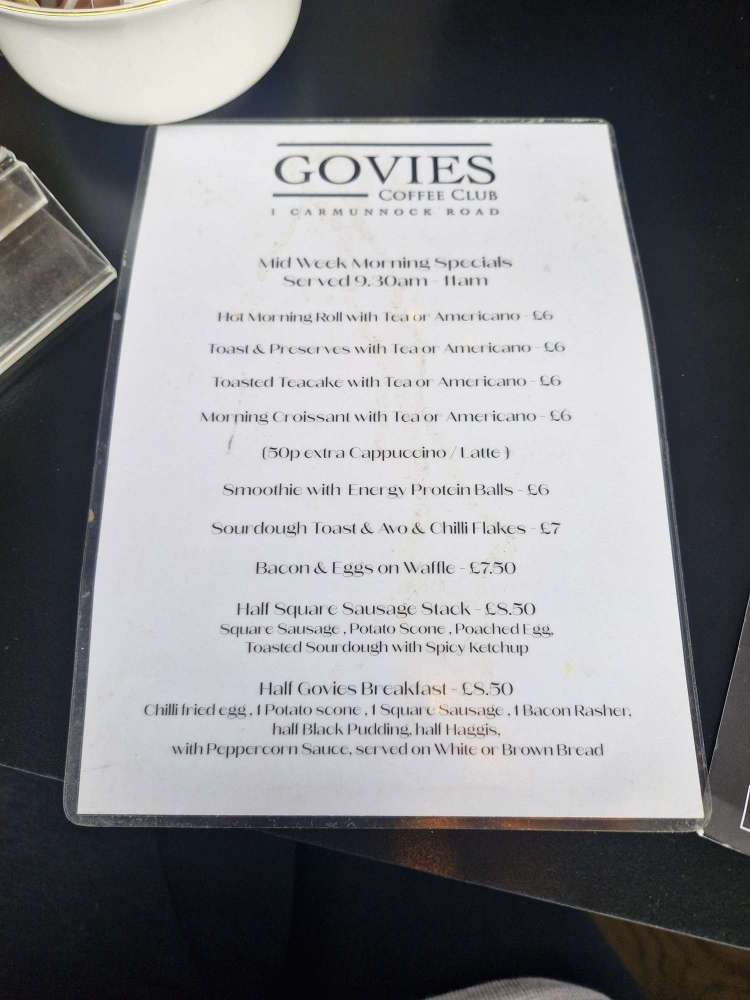 GOVIES
COFFEE CLUB
1 CARMUNNOCK ROAD
Mid Week Morning Specials
Served 9.30am - 11am
Hot Morning Roll with Tea or Americano - £6
Toast & Preserves with Tea or Americano - £6
Toasted Teacake with Tea or Americano - £6
Morning Croissant with Tea or Americano - £6
(50p extra Cappuccino / Latte )
Smoothie with Energy Protein Balls - £6
Sourdough Toast & Avo & Chilli Flakes - £7
Bacon & Eggs on Waffle - £7.50
Half Square Sausage Stack - £8.50
Square Sausage , Potato Scone , Poached Egg,
Toasted Sourdough with Spicy Ketchup
Half Govies Breakfast - £8.50
Chilli fried egg , 1 Potato scone , 1 Square Sausage , 1 Bacon Rasher,
half Black Pudding, half Haggis,
with Peppercorn Sauce, served on White or Brown Bread